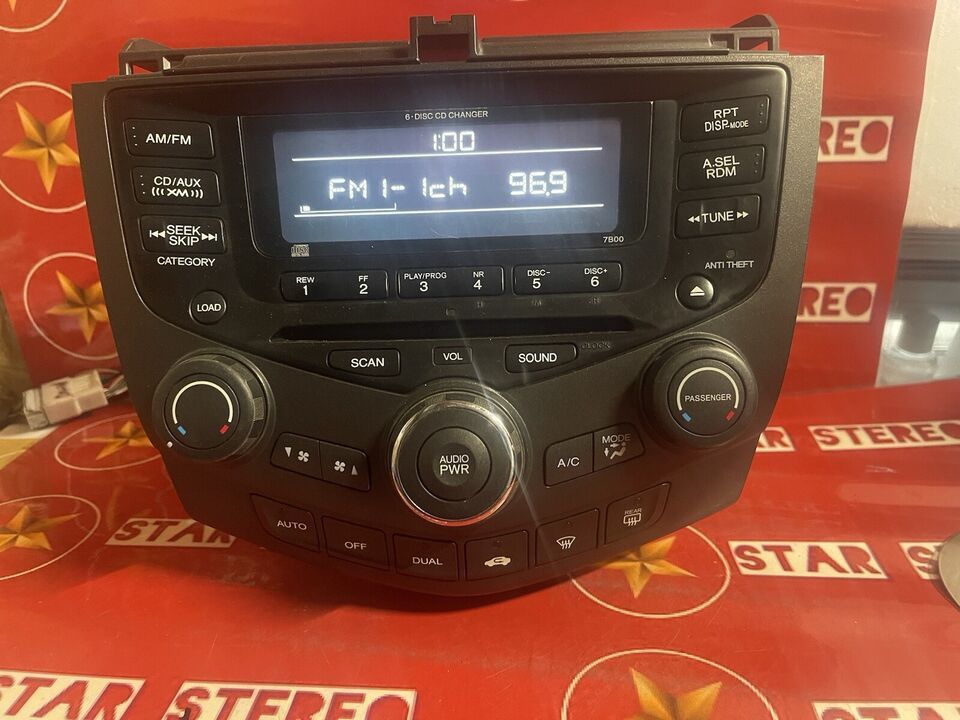 STEREO
6-DISC CD CHANGER
AM/FM
1:00
RPT
DISP-MODE
CD/AUX
(((XM)))
FM1-1ch 96.9
A.SEL
RDM
SEEK
SKIP
TUNE
7B00
CATEGORY
ANTI THEFT
REW
1
FF
2
PLAY/PROG
3
NR
4
DISC-
5
DISC+
6
LOAD
STEREO
SCAN
VOL
SOUND
CLOCK
PASSENGER
AUDIO
PWR
A/C
MODE
STAR STEREO
AUTO
OFF
DUAL
REAR
STAR
STAR
STAR STEREO